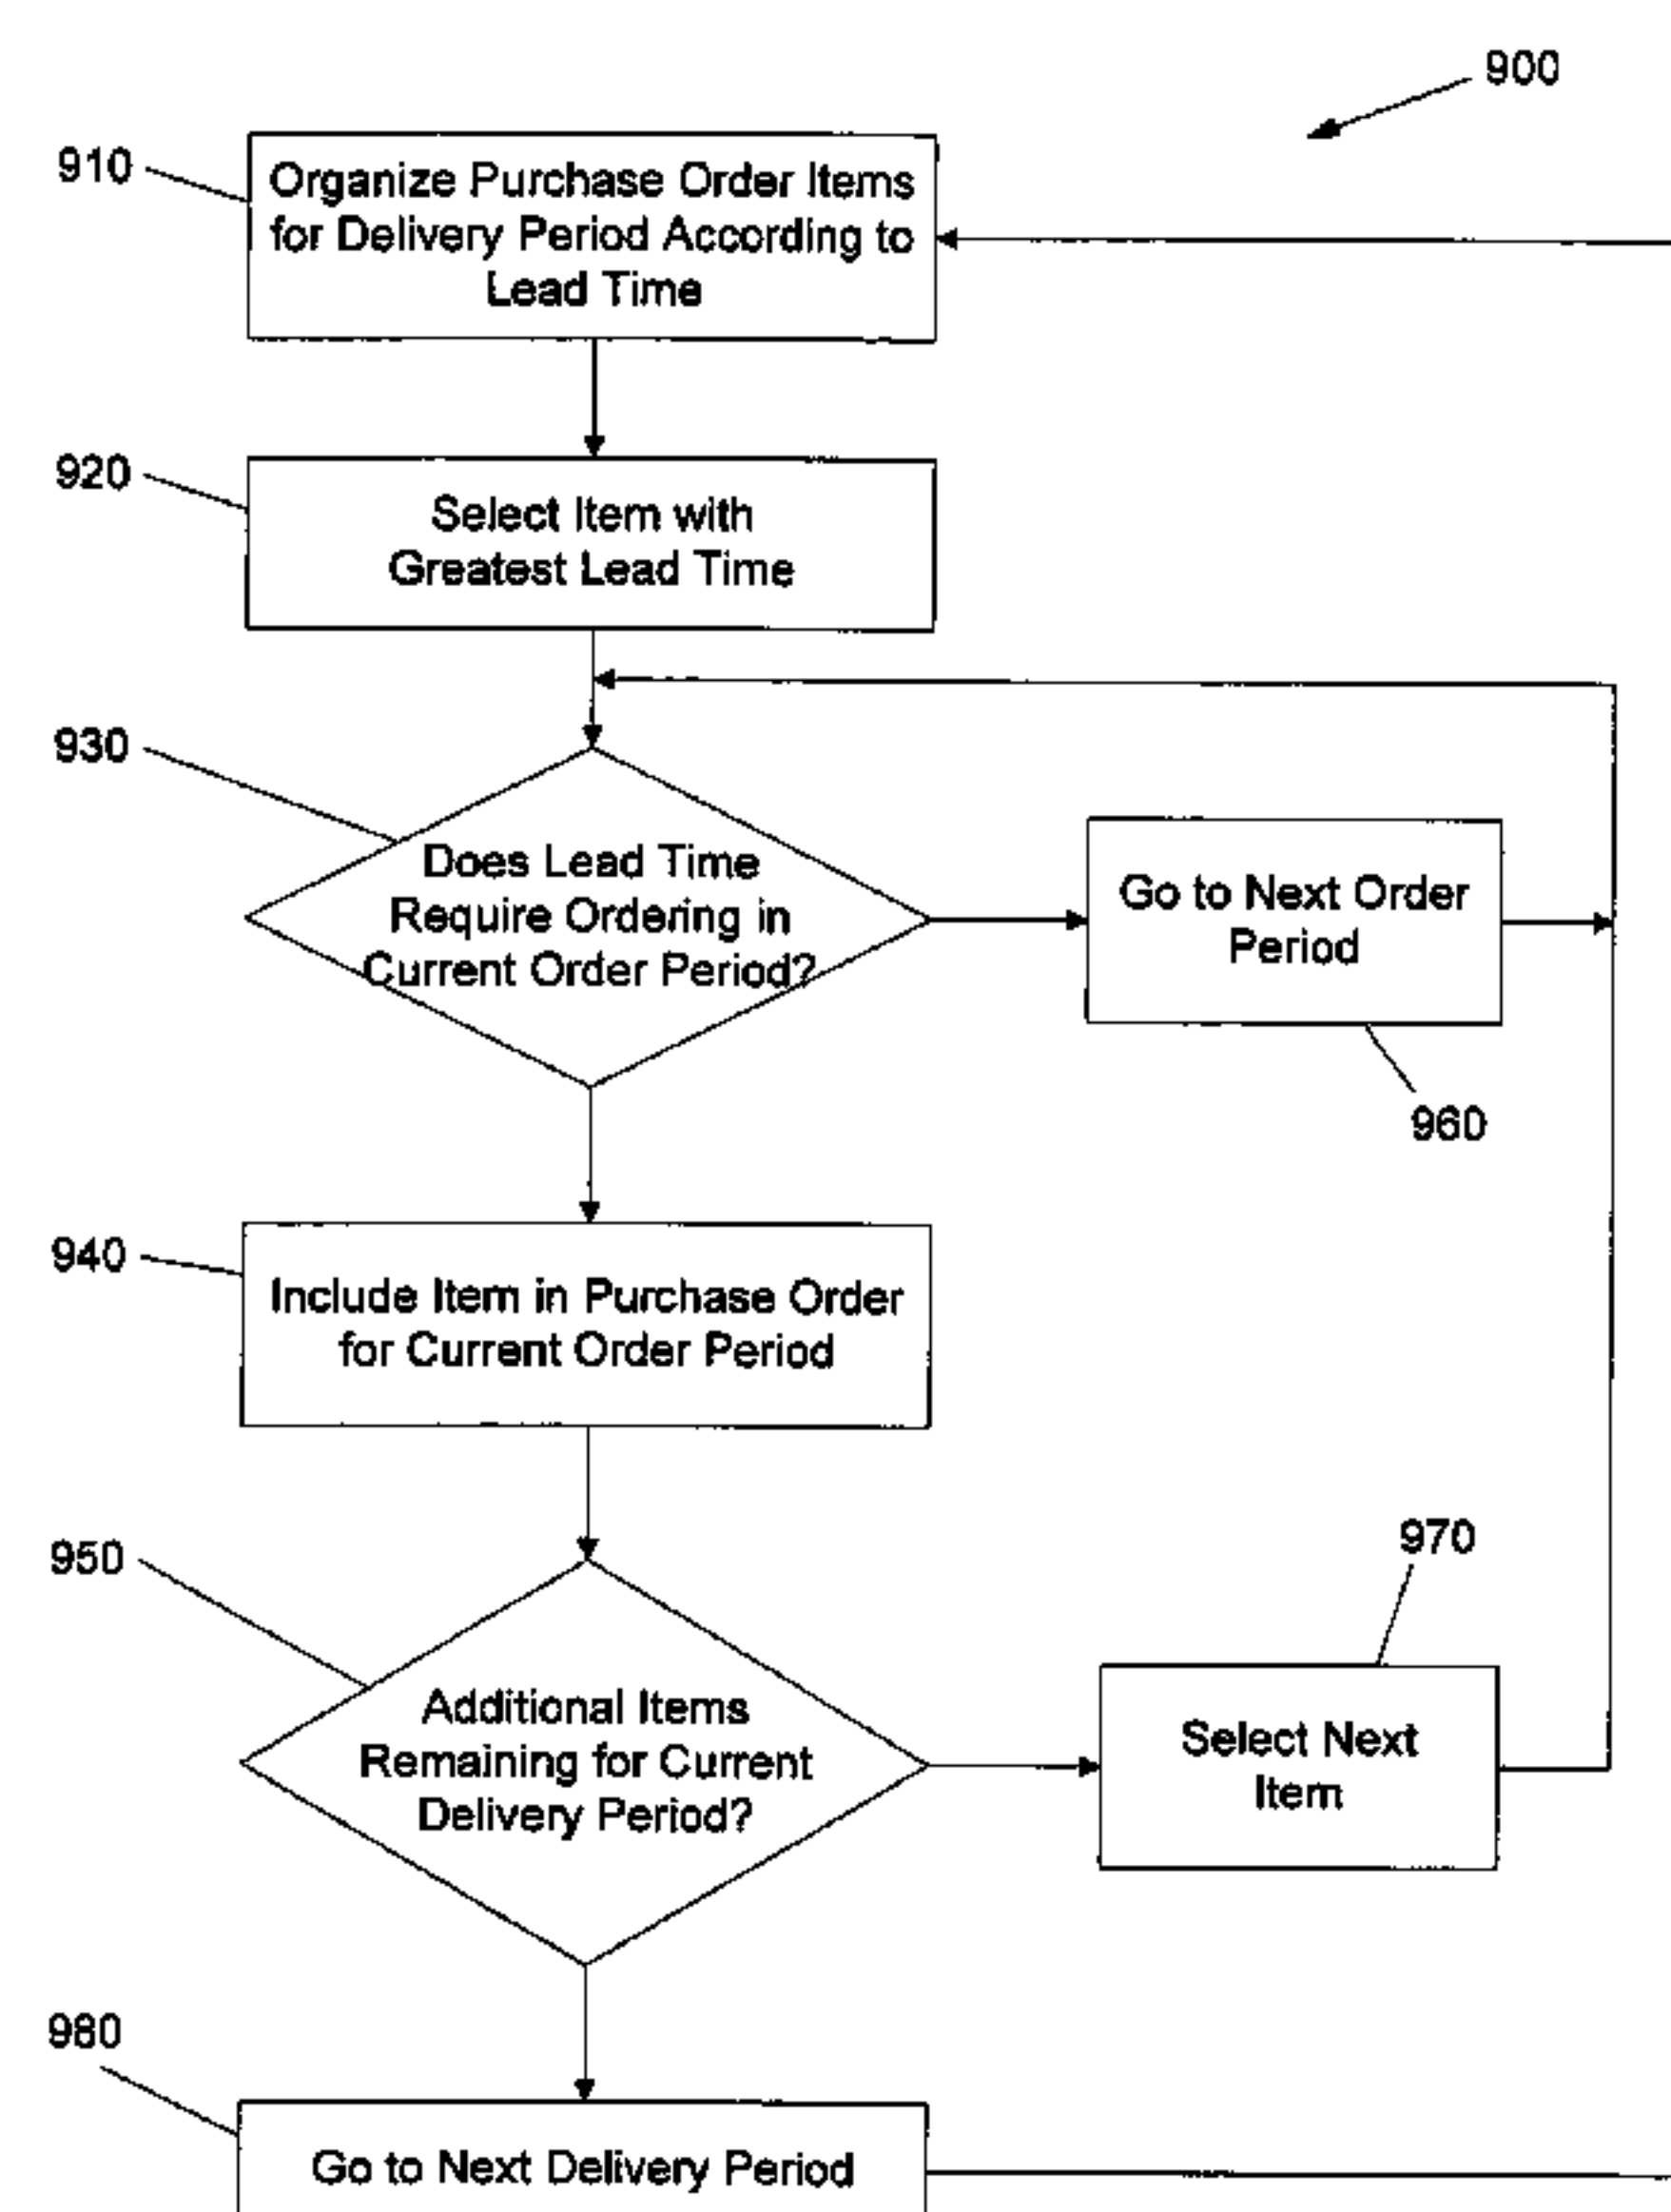 900
910
Organize Purchase Order Items
for Delivery Period According to
Lead Time
920
Select Item with
Greatest Lead Time
930
Does Lead Time
Require Ordering in
Current Order Period?
Go to Next Order
Period
960
940
Include Item in Purchase Order
for Current Order Period
950
970
Additional Items
Remaining for Current
Delivery Period?
Select Next
Item
980
Go to Next Delivery Period